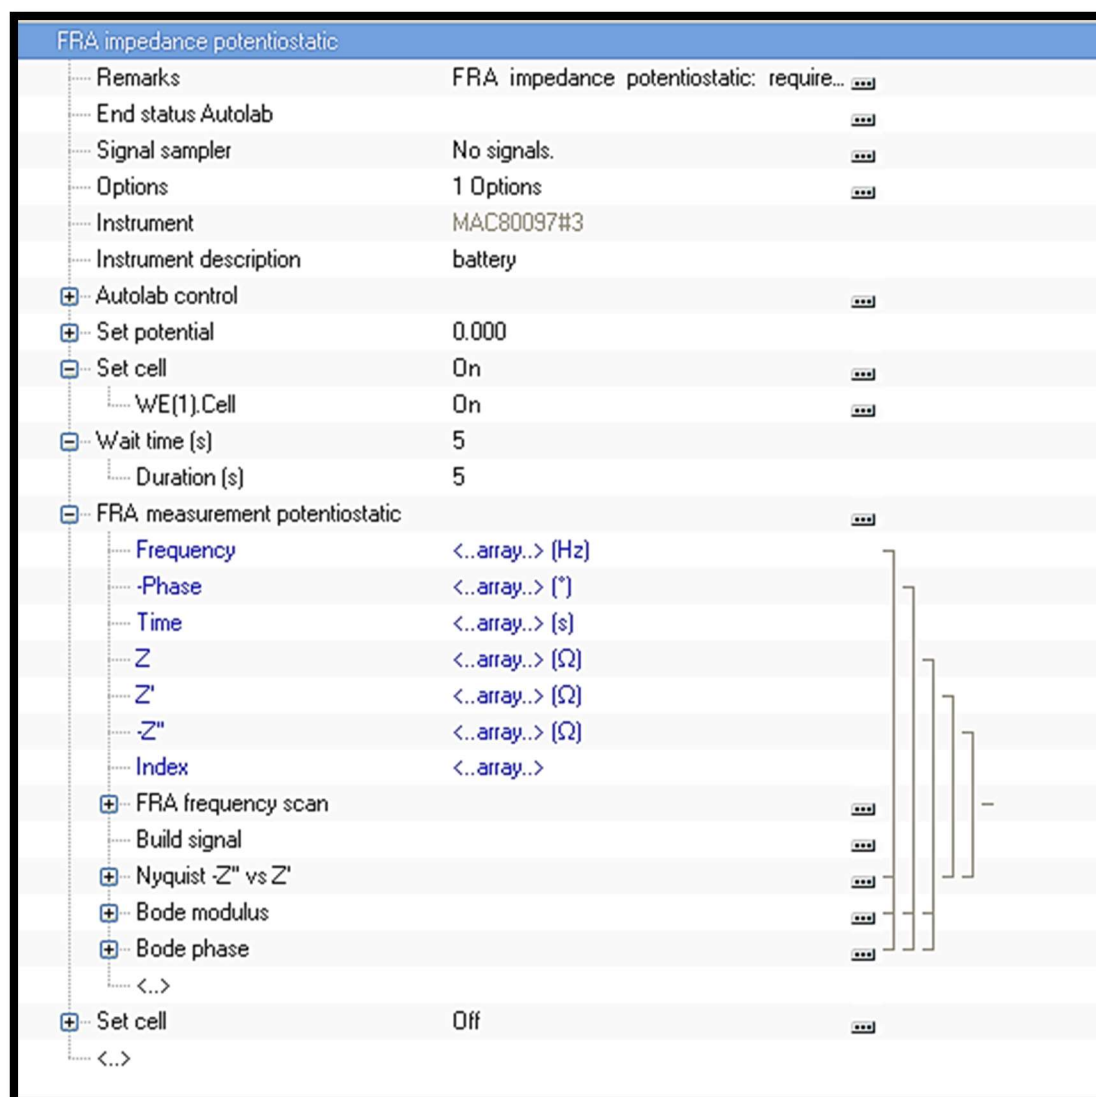 FRA impedance potentiostatic
Remarks FRA impedance potentiostatic: require...
End status Autolab
Signal sampler No signals.
Options 1 Options
Instrument MAC80097#3
Instrument description battery
Autolab control
Set potential 0.000
Set cell On
WE(1).Cell On
Wait time (s) 5
Duration (s) 5
FRA measurement potentiostatic
Frequency <..array..> (Hz)
-Phase <..array..> (°)
Time <..array..> (s)
Z <..array..> (Ω)
Z' <..array..> (Ω)
-Z'' <..array..> (Ω)
Index <..array..>
FRA frequency scan
Build signal
Nyquist -Z'' vs Z'
Bode modulus
Bode phase
<..>
Set cell Off
<..>